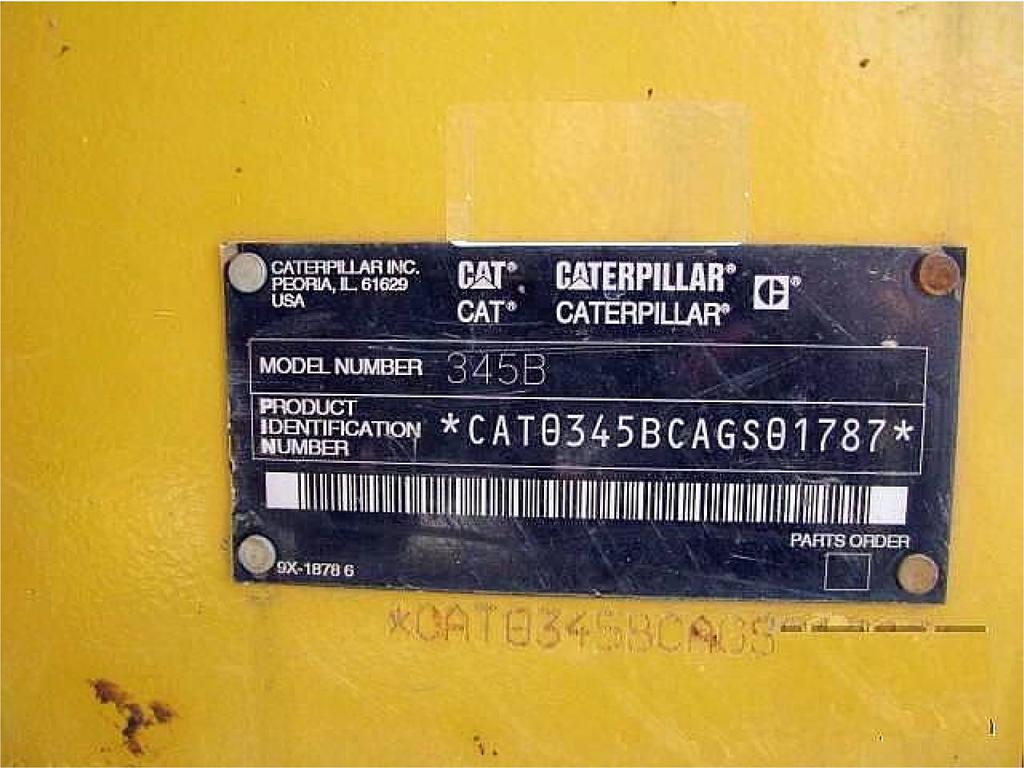 CATERPILLAR INC.
PEORIA, IL. 61629
USA
CAT® CATERPILLAR® ®
CAT® CATERPILLAR®
MODEL NUMBER 345B
PRODUCT
IDENTIFICATION
NUMBER
*CAT0345BCAGS01787*
PARTS ORDER
9X-1878 6
*CAT0345BCAGS